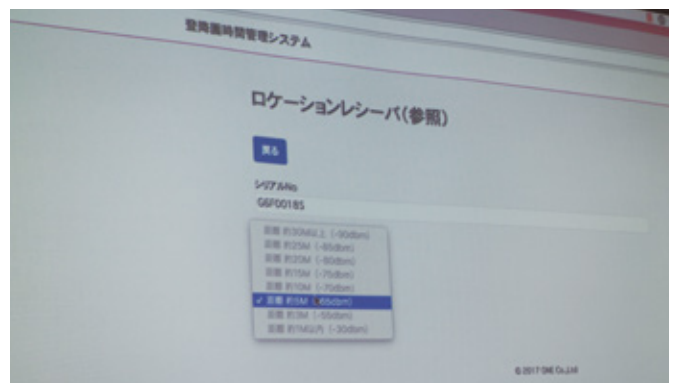 登降園時間管理システム
ロケーションレシーバ(参照)
戻る
シリアルNo
G6F00185
距離 約30M以上 (-90dbm)
距離 約25M (-85dbm)
距離 約20M (-80dbm)
距離 約15M (-75dbm)
距離 約10M (-70dbm)
✓ 距離 約5M (-65dbm)
距離 約3M (-55dbm)
距離 約1M以内 (-30dbm)
© 2017 ONE Co.,Ltd